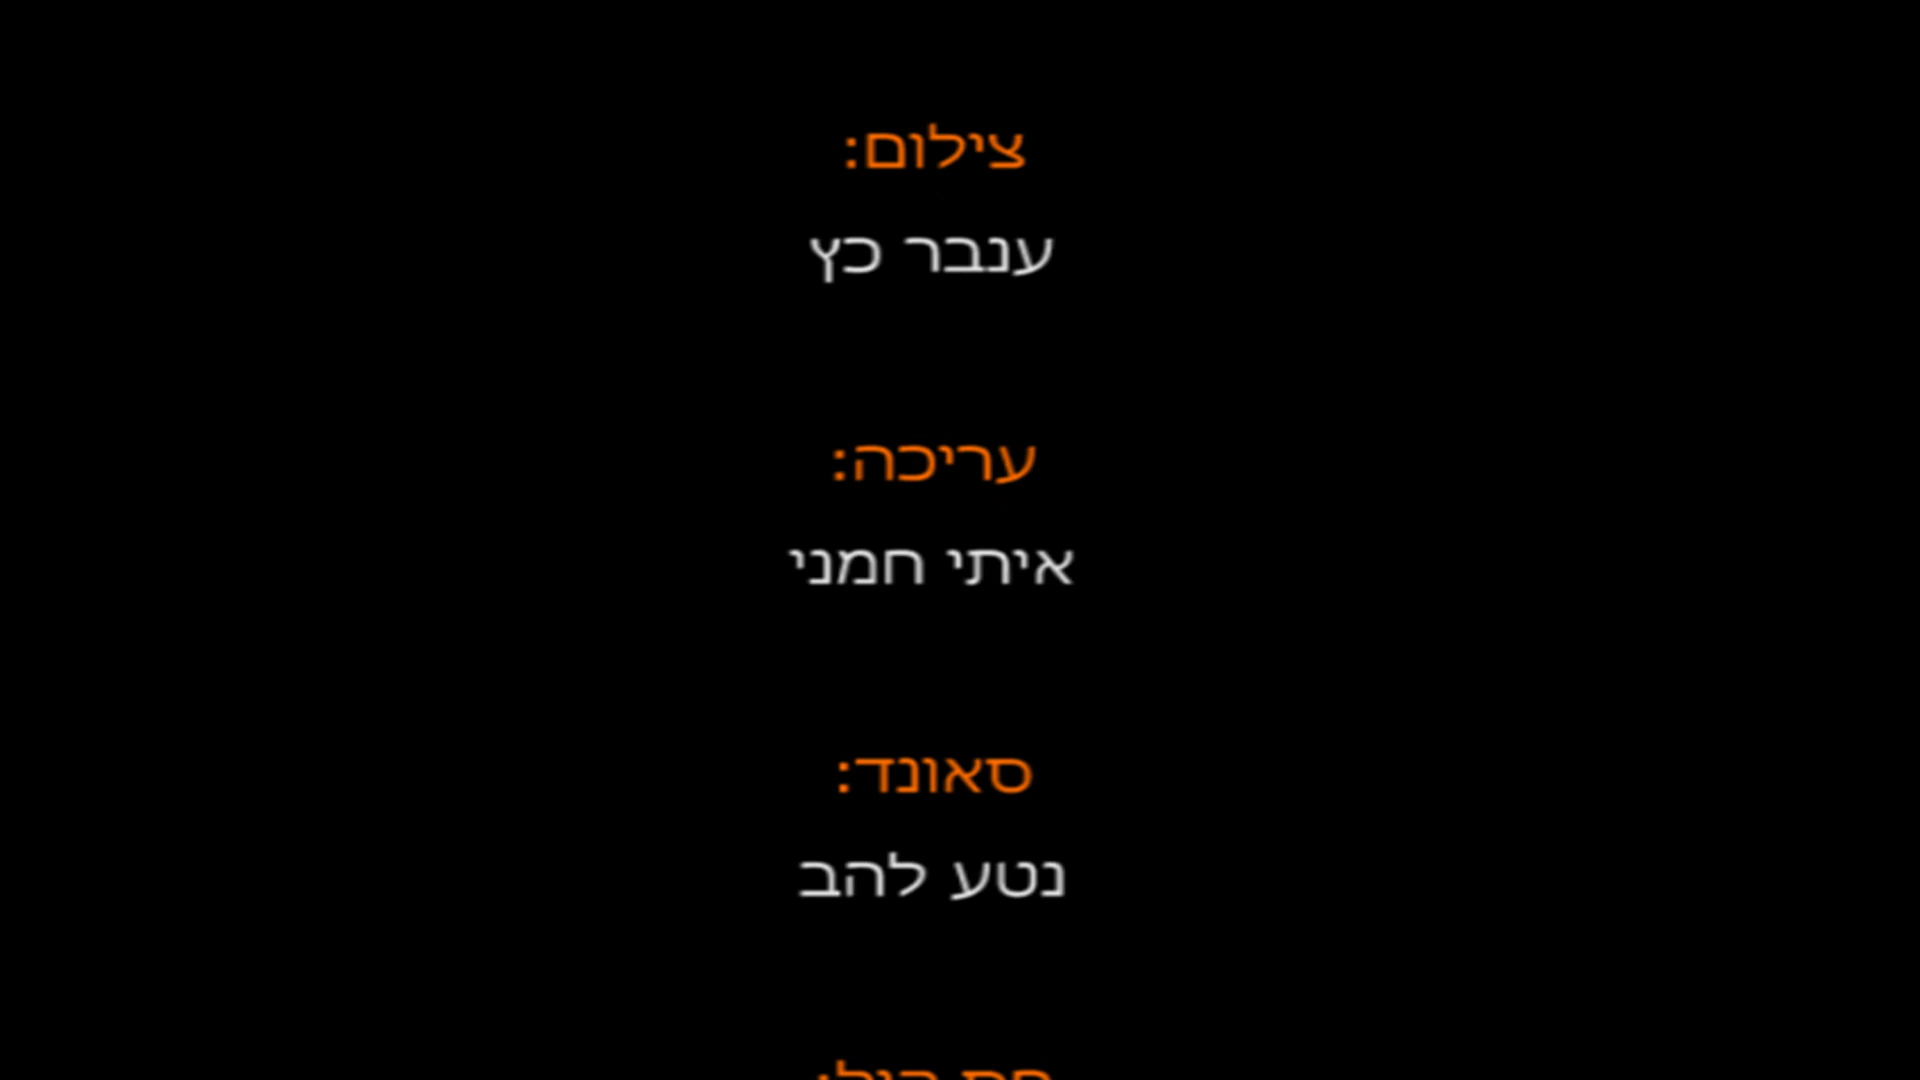 צילום:
ענבר כץ
עריכה:
איתי חמני
סאונד:
נטע להב